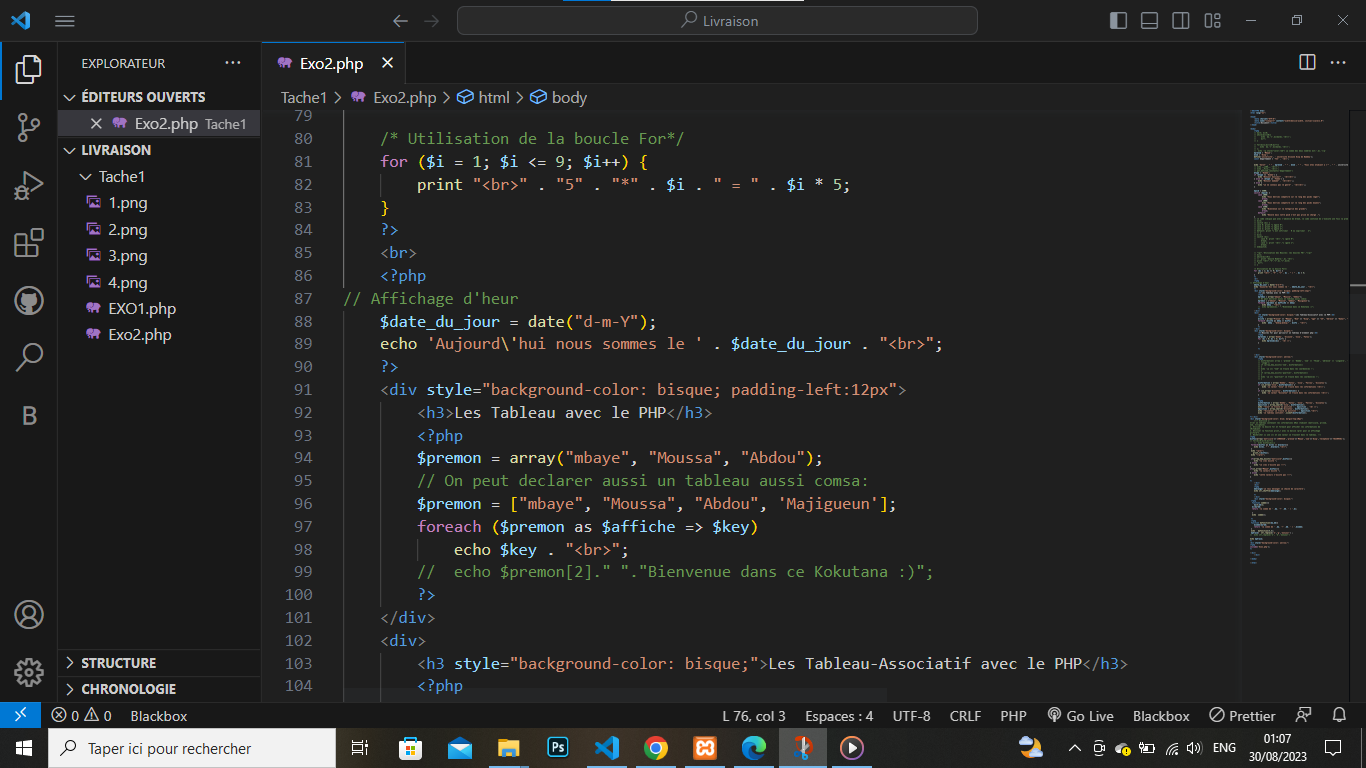 Livraison
EXPLORATEUR
ÉDITEURS OUVERTS
Exo2.php Tache1
LIVRAISON
Tache1
1.png
2.png
3.png
4.png
EXO1.php
Exo2.php
STRUCTURE
CHRONOLOGIE
Exo2.php
Tache1 > Exo2.php > html > body
79
80 /* Utilisation de la boucle For*/
81 for ($i = 1; $i <= 9; $i++) {
82 print "<br>" . "5" . "*" . $i . " = " . $i * 5;
83 }
84 ?>
85 <br>
86 <?php
87 // Affichage d'heur
88 $date_du_jour = date("d-m-Y");
89 echo 'Aujourd\'hui nous sommes le ' . $date_du_jour . "<br>";
90 ?>
91 <div style="background-color: bisque; padding-left:12px">
92 <h3>Les Tableau avec le PHP</h3>
93 <?php
94 $premon = array("mbaye", "Moussa", "Abdou");
95 // On peut declarer aussi un tableau aussi comsa:
96 $premon = ["mbaye", "Moussa", "Abdou", 'Majigueun'];
97 foreach ($premon as $affiche => $key)
98 echo $key . "<br>";
99 // echo $premon[2]." "."Bienvenue dans ce Kokutana :)";
100 ?>
101 </div>
102 <div>
103 <h3 style="background-color: bisque;">Les Tableau-Associatif avec le PHP</h3>
104 <?php
0 0 Blackbox L 76, col 3 Espaces : 4 UTF-8 CRLF PHP Go Live Blackbox Prettier
Taper ici pour rechercher
Ps
ENG
01:07
30/08/2023